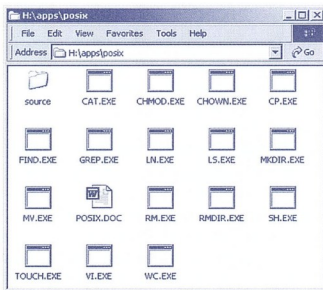 H:\apps\posix
File Edit View Favorites Tools Help
Address H:\apps\posix Go
source CAT.EXE CHMOD.EXE CHOWN.EXE CP.EXE
FIND.EXE GREP.EXE LN.EXE LS.EXE MKDIR.EXE
MV.EXE POSIX.DOC RM.EXE RMDIR.EXE SH.EXE
TOUCH.EXE VI.EXE WC.EXE